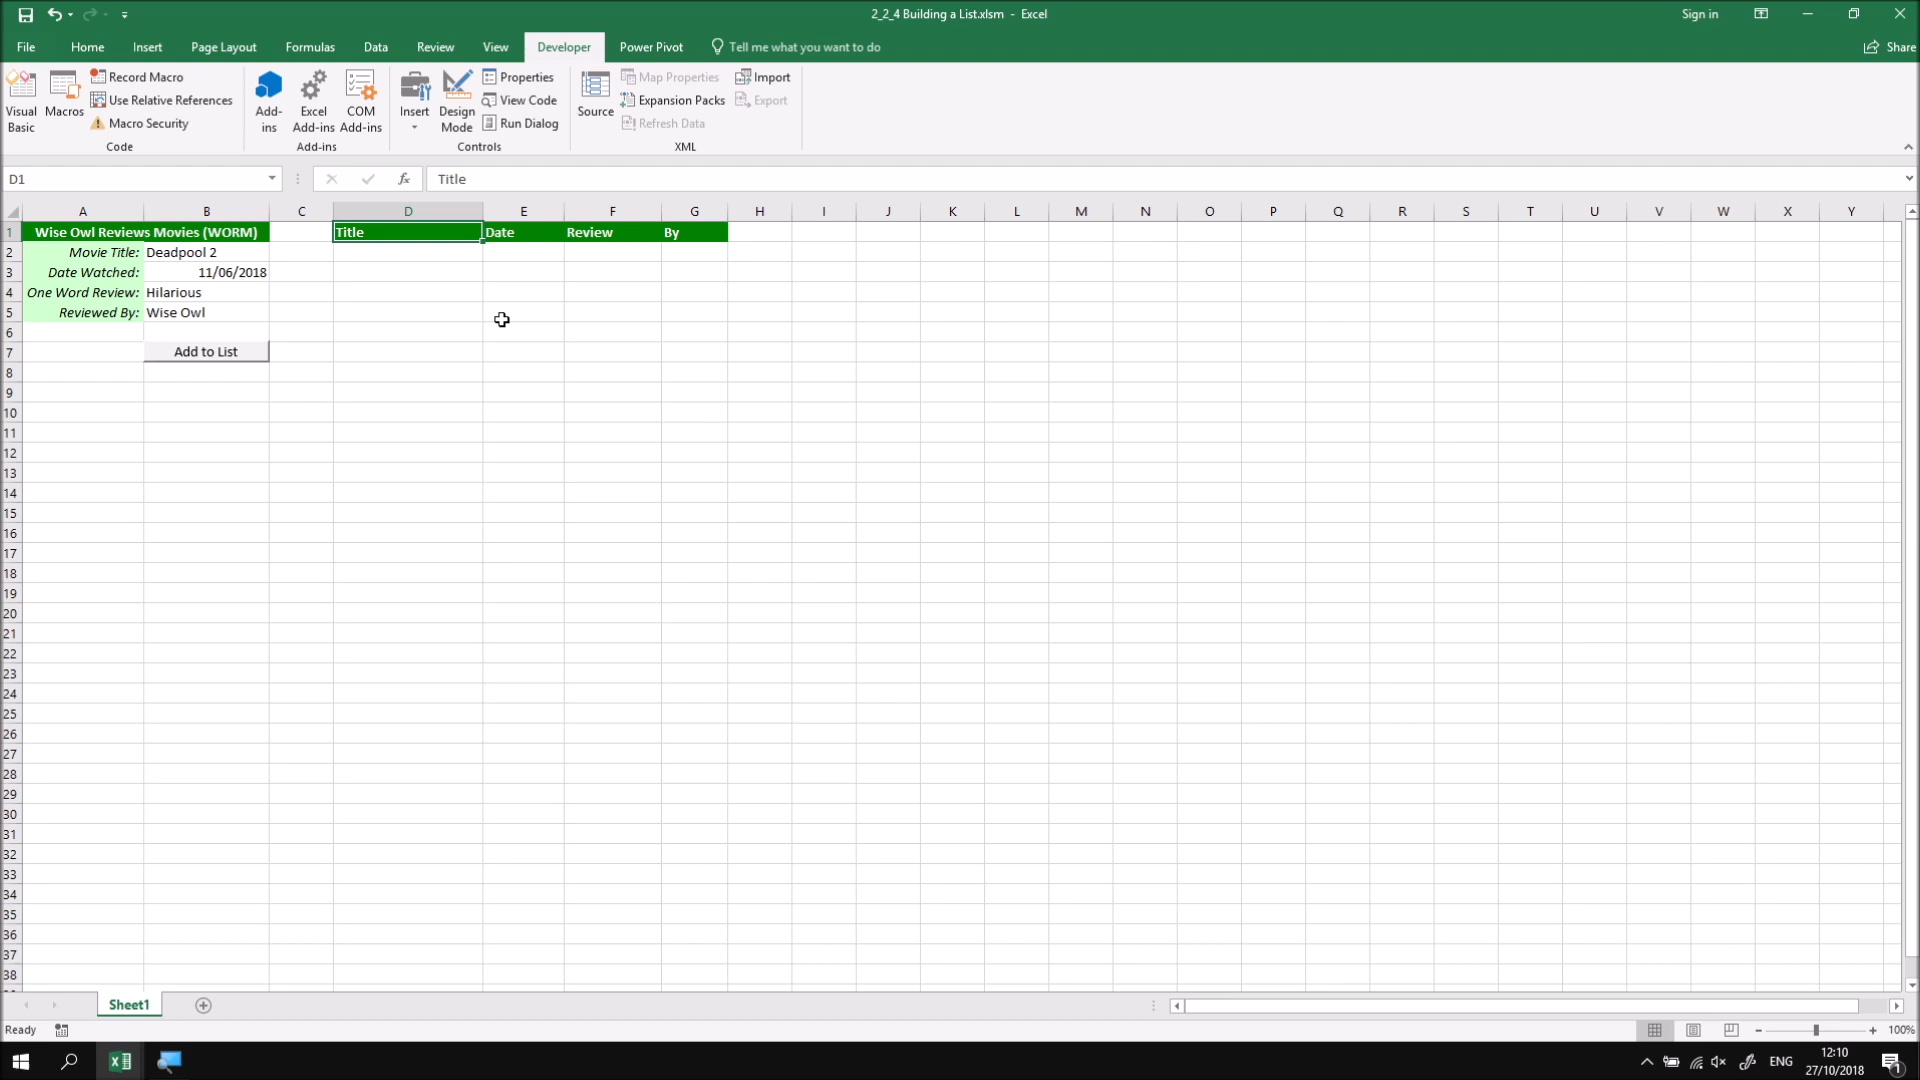 2_2_4 Building a List.xlsm - Excel
Sign in
File Home Insert Page Layout Formulas Data Review View Developer Power Pivot Tell me what you want to do Share
Visual Basic
Macros
Record Macro
Use Relative References
Macro Security
Code
Add-ins
Excel Add-ins
COM Add-ins
Add-ins
Insert
Design Mode
Properties
View Code
Run Dialog
Controls
Source
Map Properties
Expansion Packs
Refresh Data
Import
Export
XML
D1
fx
Title
A B C D E F G H I J K L M N O P Q R S T U V W X Y
1 Wise Owl Reviews Movies (WORM) Title Date Review By
2 Movie Title: Deadpool 2
3 Date Watched: 11/06/2018
4 One Word Review: Hilarious
5 Reviewed By: Wise Owl
6
7 Add to List
8
9
10
11
12
13
14
15
16
17
18
19
20
21
22
23
24
25
26
27
28
29
30
31
32
33
34
35
36
37
38
Sheet1
Ready
100%
ENG
12:10
27/10/2018
1